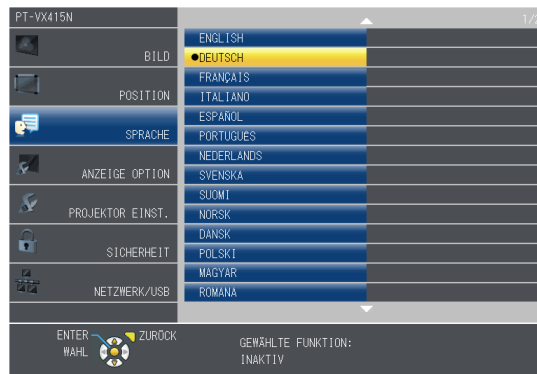 PT-VX415N
1/2
BILD
POSITION
SPRACHE
ANZEIGE OPTION
PROJEKTOR EINST.
SICHERHEIT
NETZWERK/USB
ENGLISH
DEUTSCH
FRANÇAIS
ITALIANO
ESPAÑOL
PORTUGUÊS
NEDERLANDS
SVENSKA
SUOMI
NORSK
DANSK
POLSKI
MAGYAR
ROMANA
ENTER
WAHL
ZURÜCK
GEWÄHLTE FUNKTION:
INAKTIV